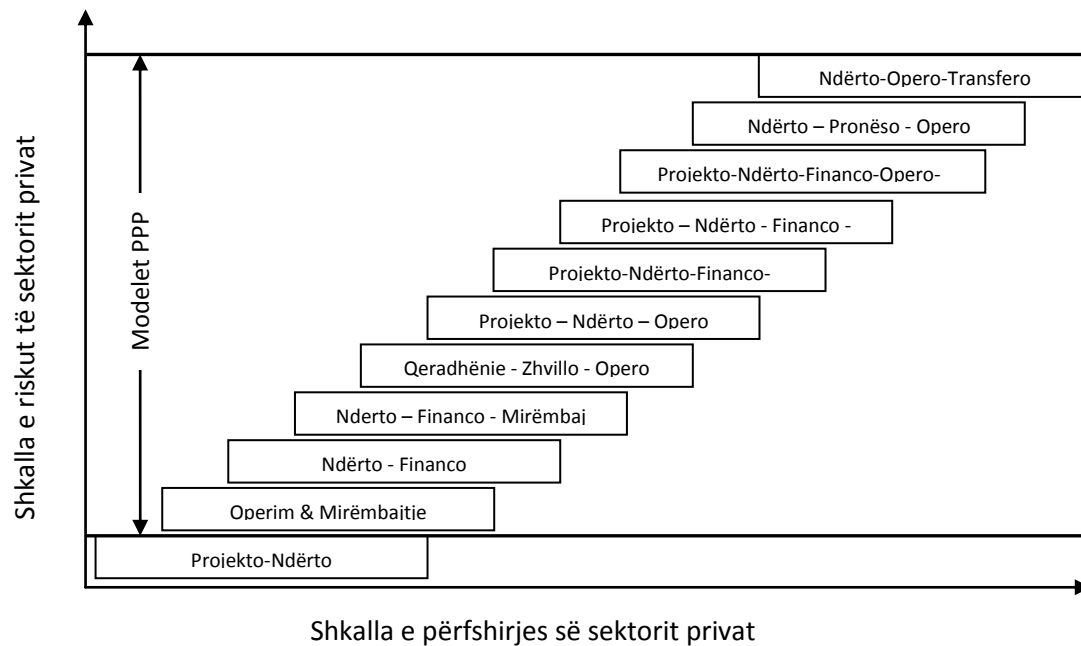 Ndërto-Opero-Transfero
Ndërto – Pronëso - Opero
Projekto-Ndërto-Financo-Opero-
Projekto – Ndërto - Financo -
Projekto-Ndërto-Financo-
Projekto – Ndërto – Opero
Qeradhënie - Zhvillo - Opero
Nderto – Financo - Mirëmbaj
Ndërto - Financo
Operim & Mirëmbajtje
Projekto-Ndërto
Modelet PPP
Shkalla e riskut të sektorit privat
Shkalla e përfshirjes së sektorit privat